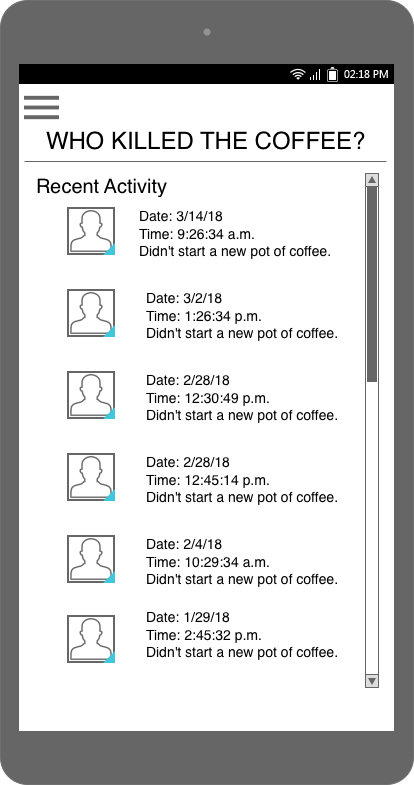 02:18 PM
WHO KILLED THE COFFEE?
Recent Activity
Date: 3/14/18
Time: 9:26:34 a.m.
Didn't start a new pot of coffee.
Date: 3/2/18
Time: 1:26:34 p.m.
Didn't start a new pot of coffee.
Date: 2/28/18
Time: 12:30:49 p.m.
Didn't start a new pot of coffee.
Date: 2/28/18
Time: 12:45:14 p.m.
Didn't start a new pot of coffee.
Date: 2/4/18
Time: 10:29:34 a.m.
Didn't start a new pot of coffee.
Date: 1/29/18
Time: 2:45:32 p.m.
Didn't start a new pot of coffee.